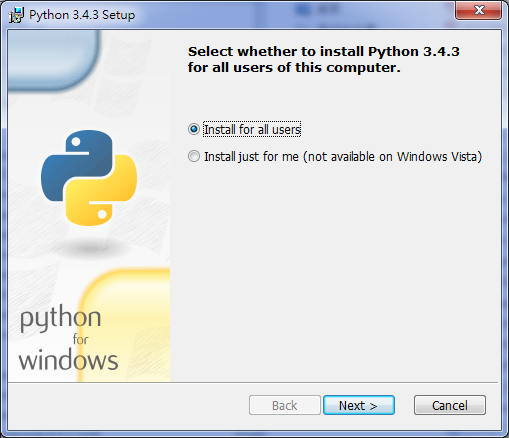 Python 3.4.3 Setup
Select whether to install Python 3.4.3
for all users of this computer.
Install for all users
Install just for me (not available on Windows Vista)
python
for
windows
Back
Next >
Cancel